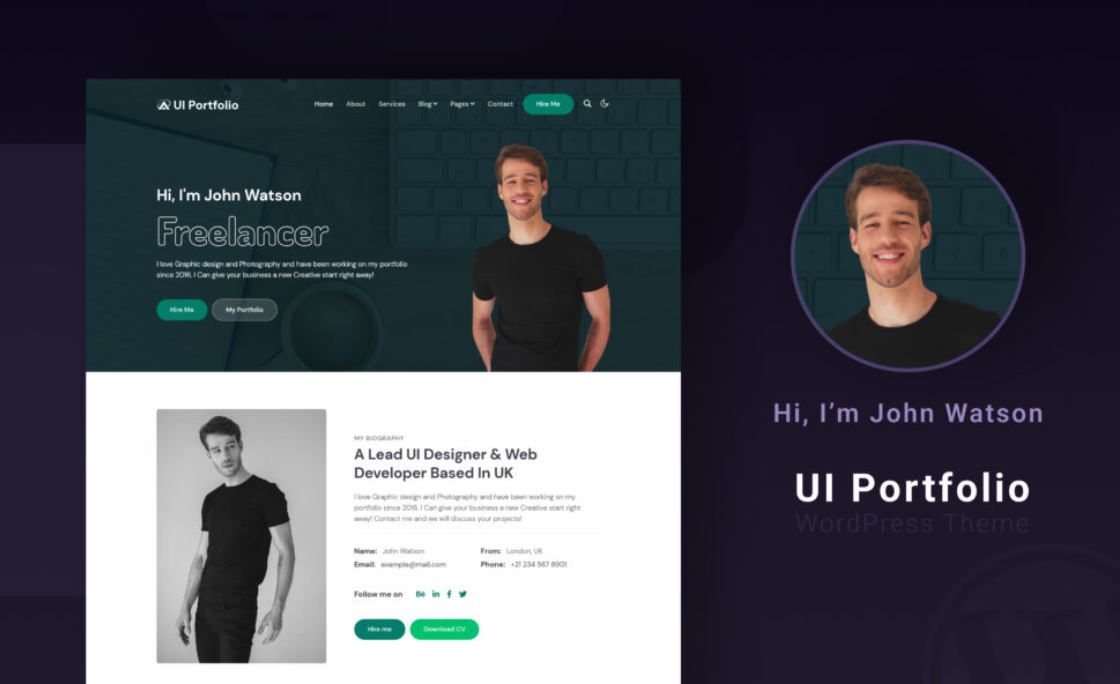 UI Portfolio
Home About Services Blog Pages Contact Hire Me
Hi, I'm John Watson
Freelancer
I love Graphic design and Photography and have been working on my portfolio
since 2016. I Can give your business a new Creative start right away!
Hire Me My Portfolio
MY BIOGRAPHY
A Lead UI Designer & Web
Developer Based In UK
I love Graphic design and Photography and have been working on my
portfolio since 2016. I Can give your business a new Creative start right
away! Contact me and we will discuss your projects!
Name: John Watson From: London, UK
Email: example@mail.com Phone: +21 234 567 8901
Follow me on Bē in f
Hire me Download CV
Hi, I’m John Watson
UI Portfolio
WordPress Theme